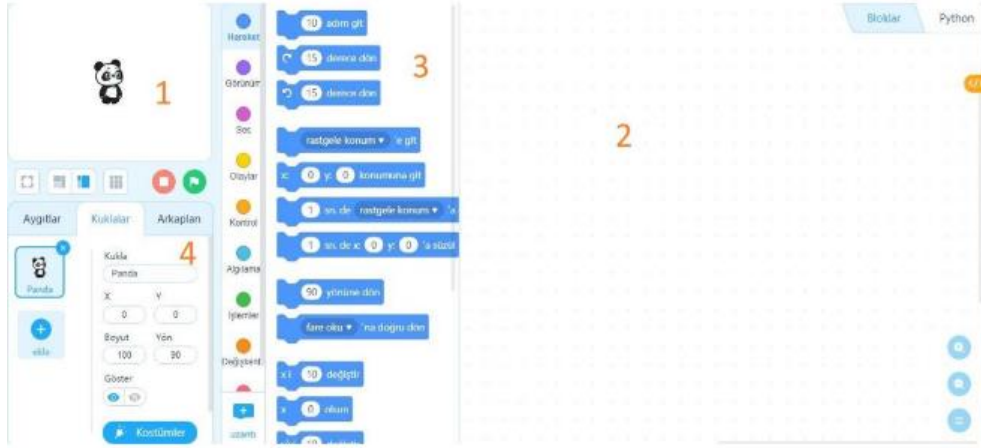 1
Aygıtlar
Kuklalar
Arkaplan
4
Panda
ekle
Kukla
Panda
X
Y
0
0
Boyut
Yön
100
90
Göster
Kostümler
Hareket
Görünüm
Ses
Olaylar
Kontrol
Algılama
İşlemler
Değişkenl
uzantı
3
10 adım git
15 derece dön
15 derece dön
rastgele konum 'e git
x: 0 y: 0 konumuna git
1 sn. de rastgele konum 'a
1 sn. de x: 0 y: 0 'a süzül
90 yönüne dön
fare oku 'na doğru dön
x'i 10 değiştir
x 0 olsun
10 değiştir
2
Bloklar
Python